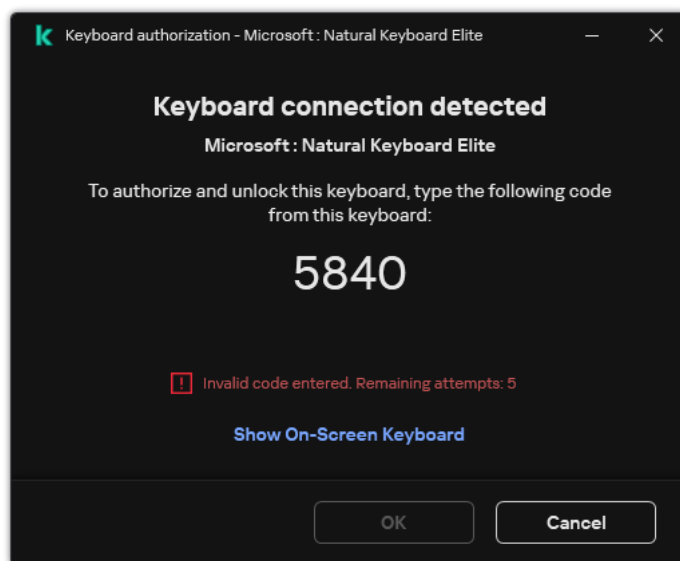 Keyboard authorization - Microsoft : Natural Keyboard Elite
Keyboard connection detected
Microsoft : Natural Keyboard Elite
To authorize and unlock this keyboard, type the following code
from this keyboard:
5840
Invalid code entered. Remaining attempts: 5
Show On-Screen Keyboard
OK
Cancel